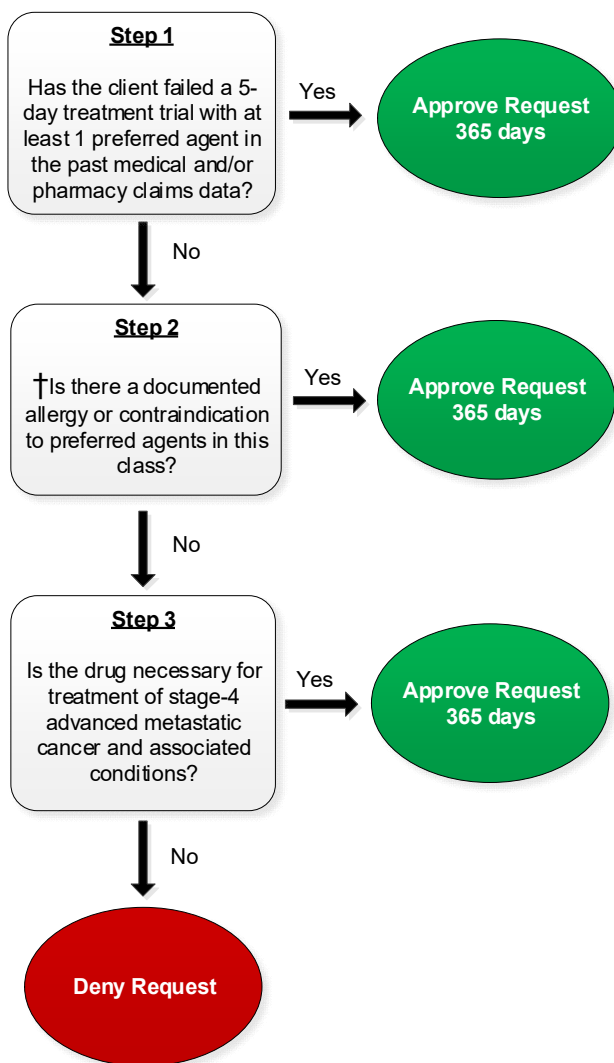 Step 1
Has the client failed a 5-
day treatment trial with at
least 1 preferred agent in
the past medical and/or
pharmacy claims data?
Yes
Approve Request
365 days
No
Step 2
†Is there a documented
allergy or contraindication
to preferred agents in this
class?
Yes
Approve Request
365 days
No
Step 3
Is the drug necessary for
treatment of stage-4
advanced metastatic
cancer and associated
conditions?
Yes
Approve Request
365 days
No
Deny Request